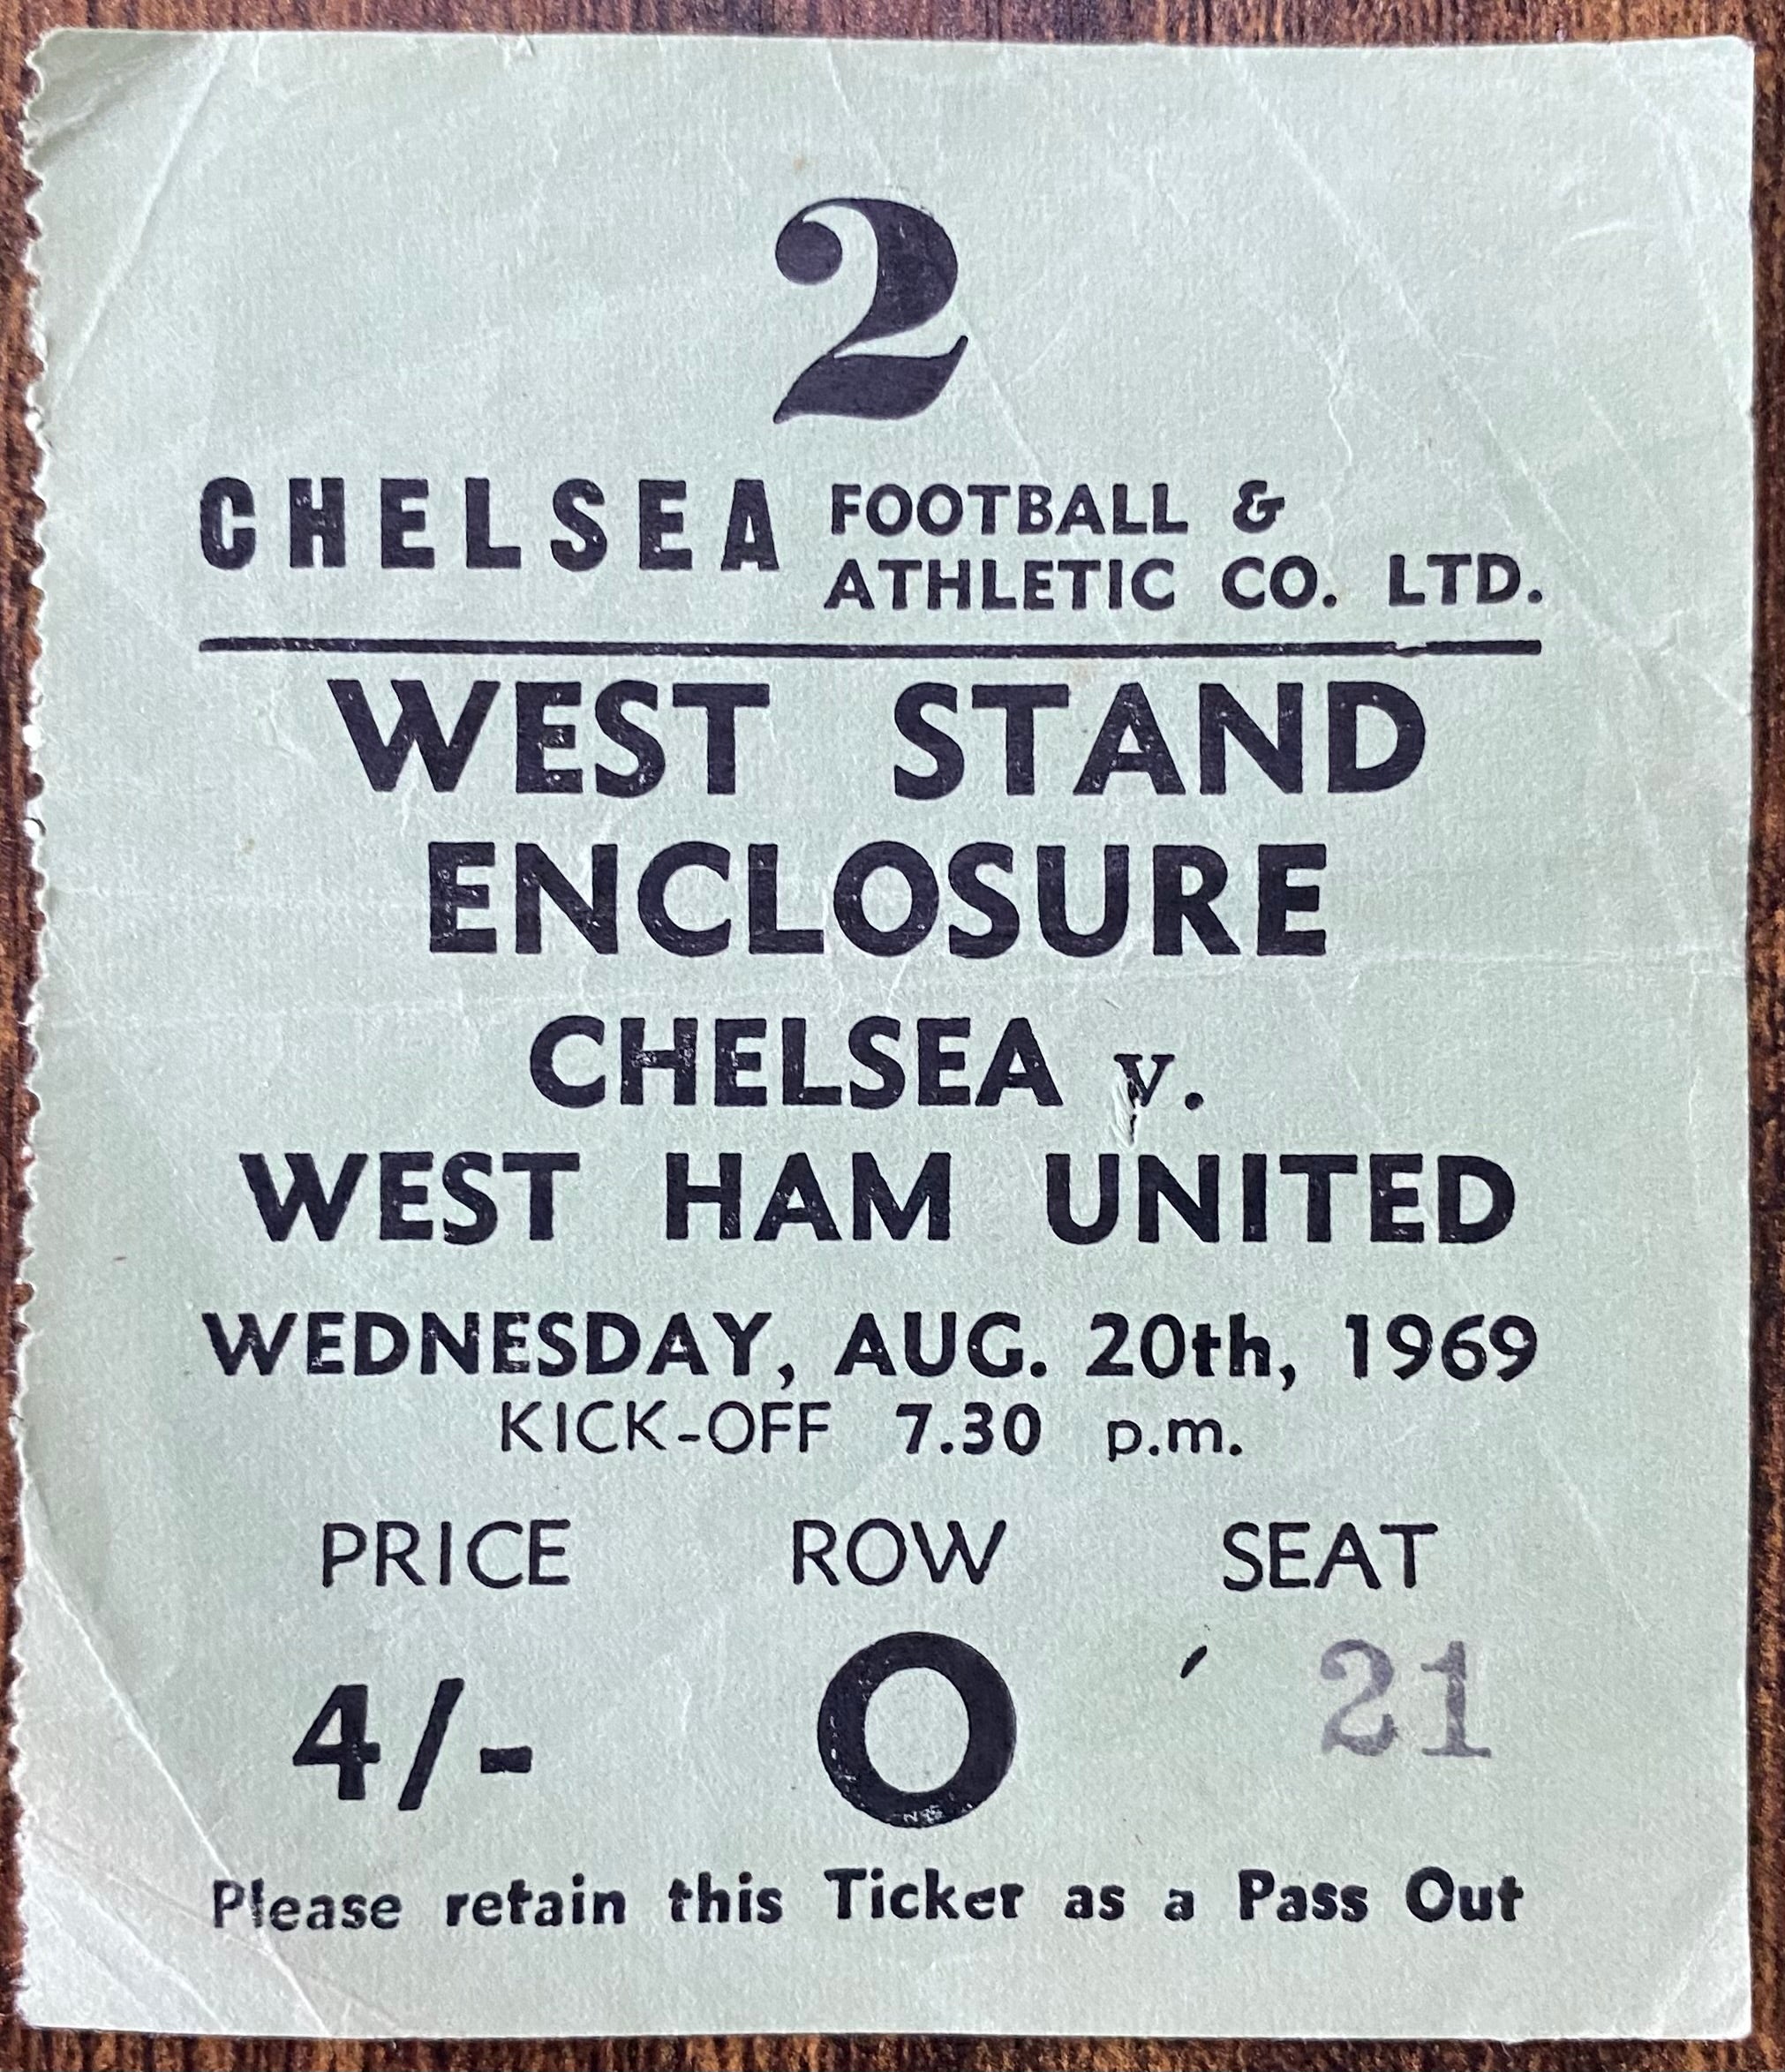 2
CHELSEA FOOTBALL &
ATHLETIC CO. LTD.
WEST STAND
ENCLOSURE
CHELSEA v.
WEST HAM UNITED
WEDNESDAY, AUG. 20th, 1969
KICK-OFF 7.30 p.m.
PRICE ROW SEAT
4/- O 21
Please retain this Ticket as a Pass Out